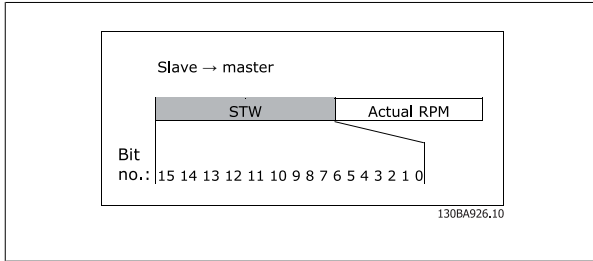 Slave → master
STW Actual RPM
Bit
no.: 15 14 13 12 11 10 9 8 7 6 5 4 3 2 1 0
130BA926.10